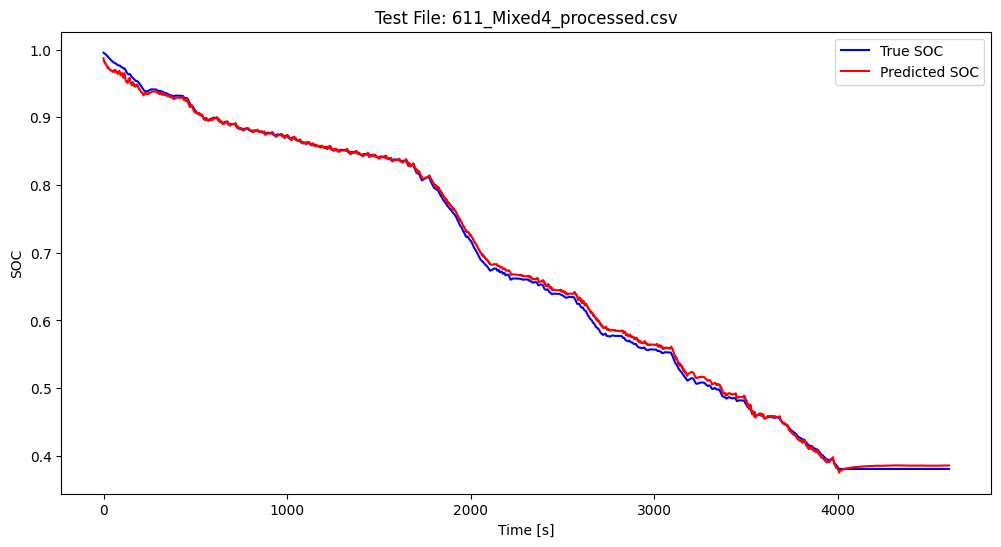 Test File: 611_Mixed4_processed.csv
True SOC
Predicted SOC
1.0
0.9
0.8
0.7
0.6
0.5
0.4
SOC
0
1000
2000
3000
4000
Time [s]